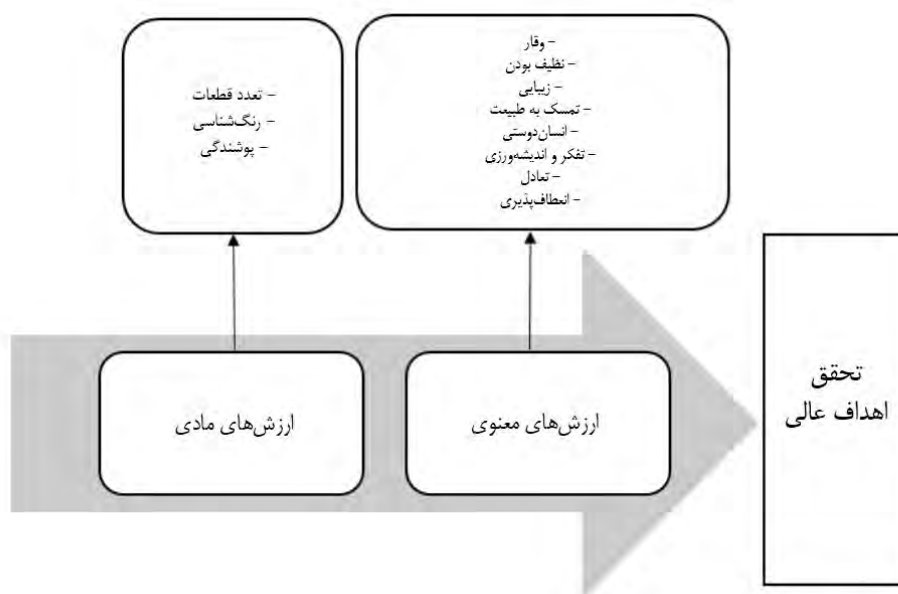 - وقار
- نظیف بودن
- زیبایی
- تمسک به طبیعت
- انسان‌دوستی
- تفکر و اندیشه‌ورزی
- تعادل
- انعطاف‌پذیری
- تعدد قطعات
- رنگ‌شناسی
- پوشندگی
تحقق
اهداف عالی
ارزش‌های معنوی
ارزش‌های مادی